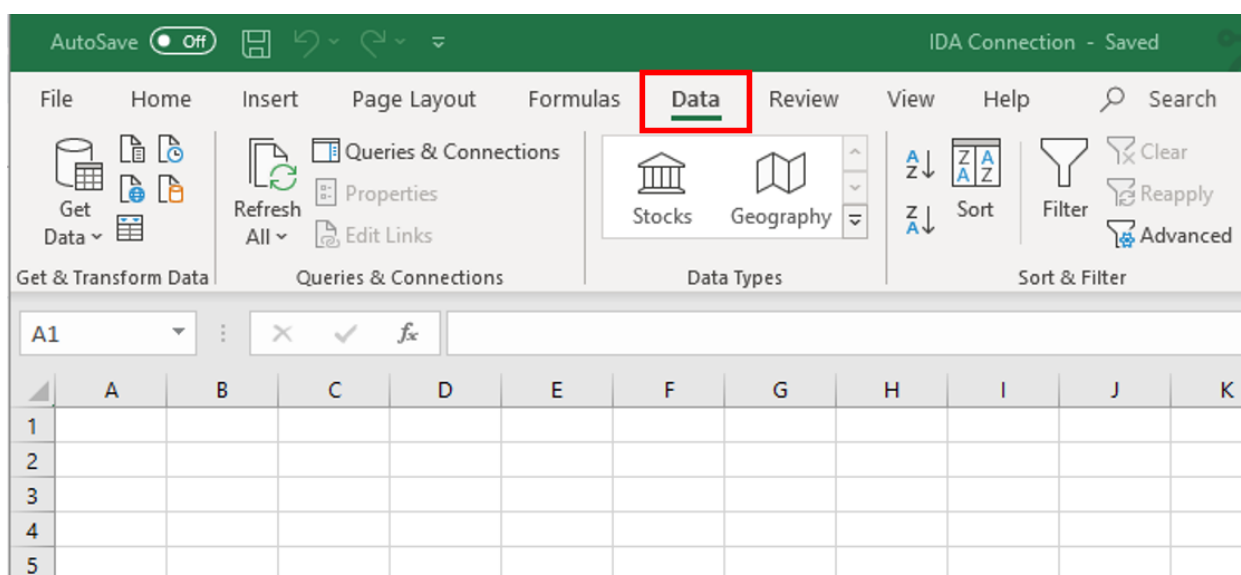 AutoSave Off IDA Connection - Saved
File Home Insert Page Layout Formulas Data Review View Help Search
Get Data
Refresh All
Queries & Connections
Properties
Edit Links
Stocks Geography
A Z
Z A
Z A A Z
Sort
Filter
Clear
Reapply
Advanced
Get & Transform Data Queries & Connections Data Types Sort & Filter
A1 fx
A B C D E F G H I J K
1
2
3
4
5